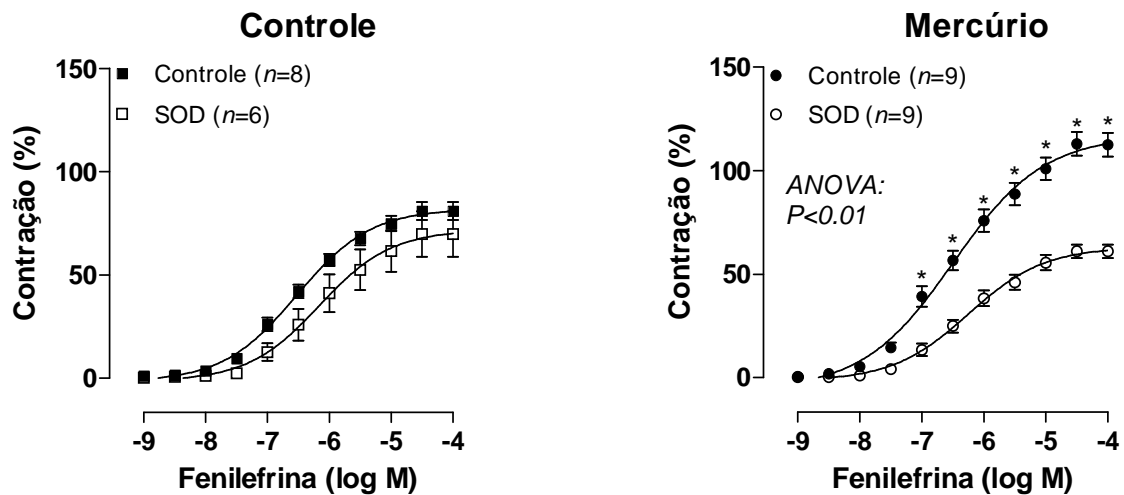 Controle
150
Controle (n=8)
SOD (n=6)
100
50
0
Contração (%)
-9 -8 -7 -6 -5 -4
Fenilefrina (log M)
Mercúrio
150
Controle (n=9)
SOD (n=9)
100
50
0
Contração (%)
ANOVA:
P<0.01
* * * * * * *
-9 -8 -7 -6 -5 -4
Fenilefrina (log M)